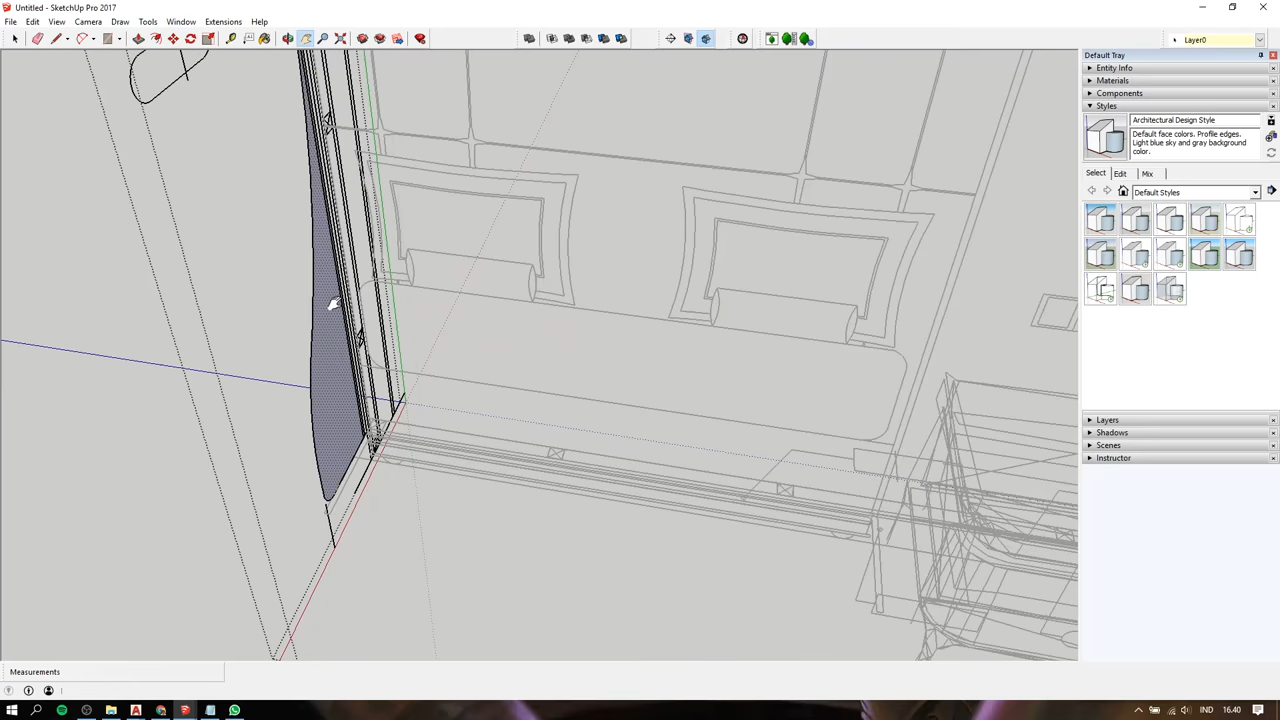 Untitled - SketchUp Pro 2017
File Edit View Camera Draw Tools Window Extensions Help
Layer0
Default Tray
Entity Info
Materials
Components
Styles
Architectural Design Style
Default face colors. Profile edges.
Light blue sky and gray background
color.
Select Edit Mix
Default Styles
Layers
Shadows
Scenes
Instructor
Measurements
IND 16.40